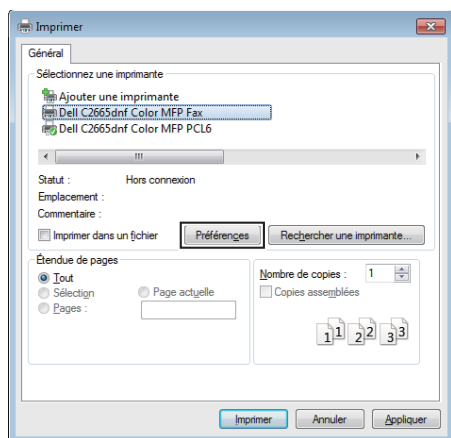 Imprimer
Général
Sélectionnez une imprimante
Ajouter une imprimante
Dell C2665dnf Color MFP Fax
Dell C2665dnf Color MFP PCL6
Statut : Hors connexion
Emplacement :
Commentaire :
Imprimer dans un fichier Préférences Rechercher une imprimante...
Étendue de pages
Tout
Sélection Page actuelle
Pages :
Nombre de copies : 1
Copies assemblées
1 1 2 2 3 3
Imprimer Annuler Appliquer